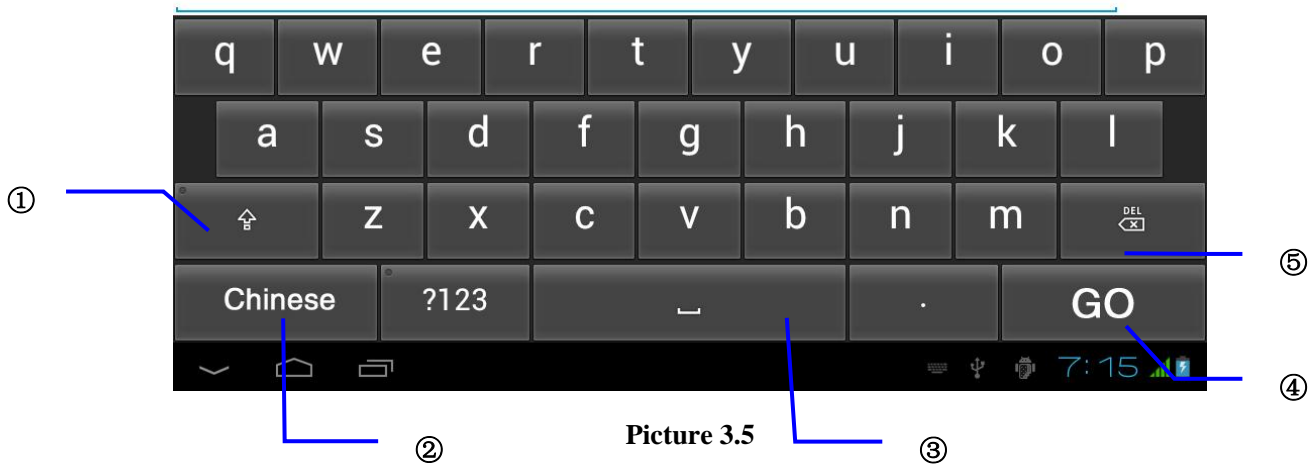 q w e r t y u i o p
a s d f g h j k l
① z x c v b n m DEL
⑤
Chinese ?123 . GO
7:15
④
② Picture 3.5 ③